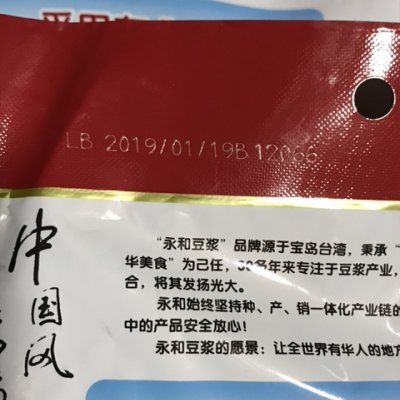 LB 2019/01/19B 12066
“永和豆浆”品牌源于宝岛台湾，秉承“
华美食”为己任，30多年来专注于豆浆产业，
合，将其发扬光大。
永和始终坚持种、产、销一体化产业链的
中的产品安全放心！
永和豆浆的愿景：让全世界有华人的地方
中国风